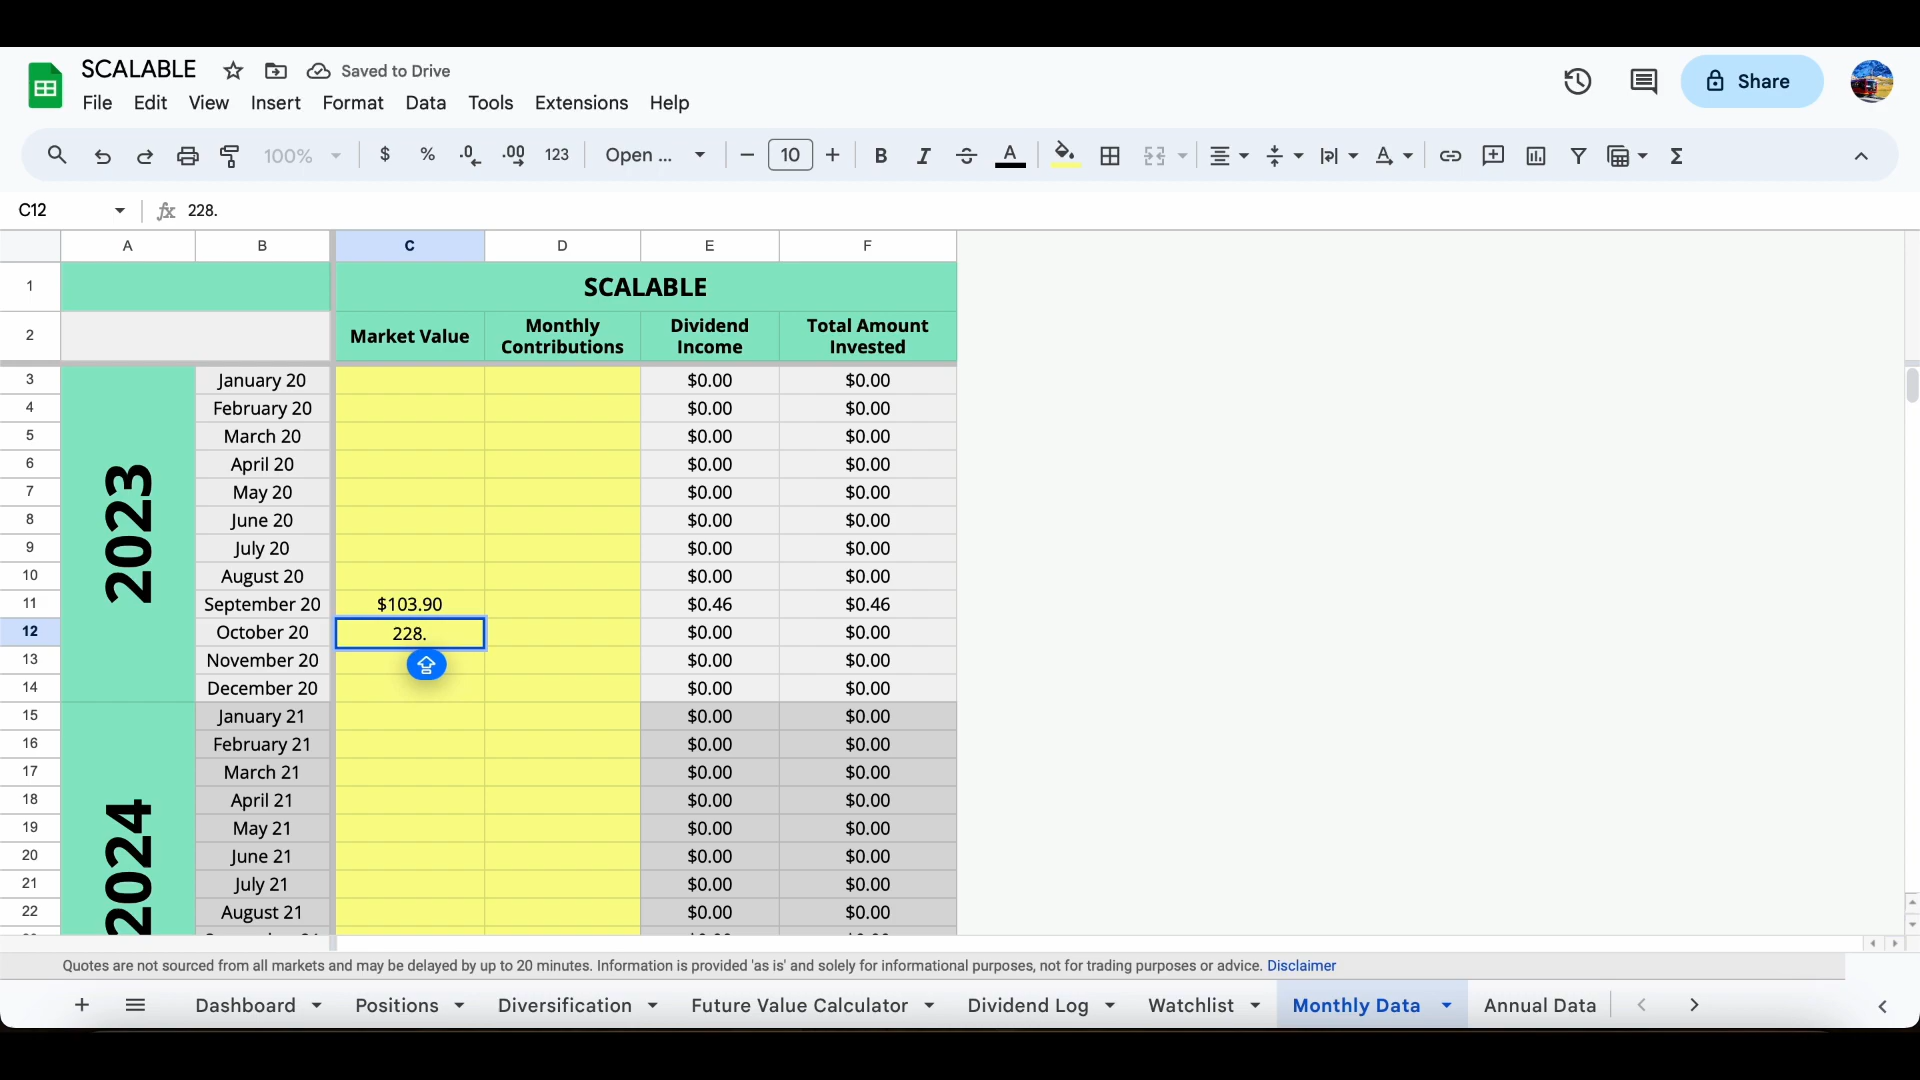 SCALABLE Saved to Drive
File Edit View Insert Format Data Tools Extensions Help
Share
100% $ % .0 .00 123 Open ... 10 B I A
C12 228.
A B C D E F
1 SCALABLE
2 Market Value Monthly Contributions Dividend Income Total Amount Invested
2023
3 January 20 $0.00 $0.00
4 February 20 $0.00 $0.00
5 March 20 $0.00 $0.00
6 April 20 $0.00 $0.00
7 May 20 $0.00 $0.00
8 June 20 $0.00 $0.00
9 July 20 $0.00 $0.00
10 August 20 $0.00 $0.00
11 September 20 $103.90 $0.46 $0.46
12 October 20 228. $0.00 $0.00
13 November 20 $0.00 $0.00
14 December 20 $0.00 $0.00
2024
15 January 21 $0.00 $0.00
16 February 21 $0.00 $0.00
17 March 21 $0.00 $0.00
18 April 21 $0.00 $0.00
19 May 21 $0.00 $0.00
20 June 21 $0.00 $0.00
21 July 21 $0.00 $0.00
22 August 21 $0.00 $0.00
Quotes are not sourced from all markets and may be delayed by up to 20 minutes. Information is provided 'as is' and solely for informational purposes, not for trading purposes or advice. Disclaimer
Dashboard Positions Diversification Future Value Calculator Dividend Log Watchlist Monthly Data Annual Data